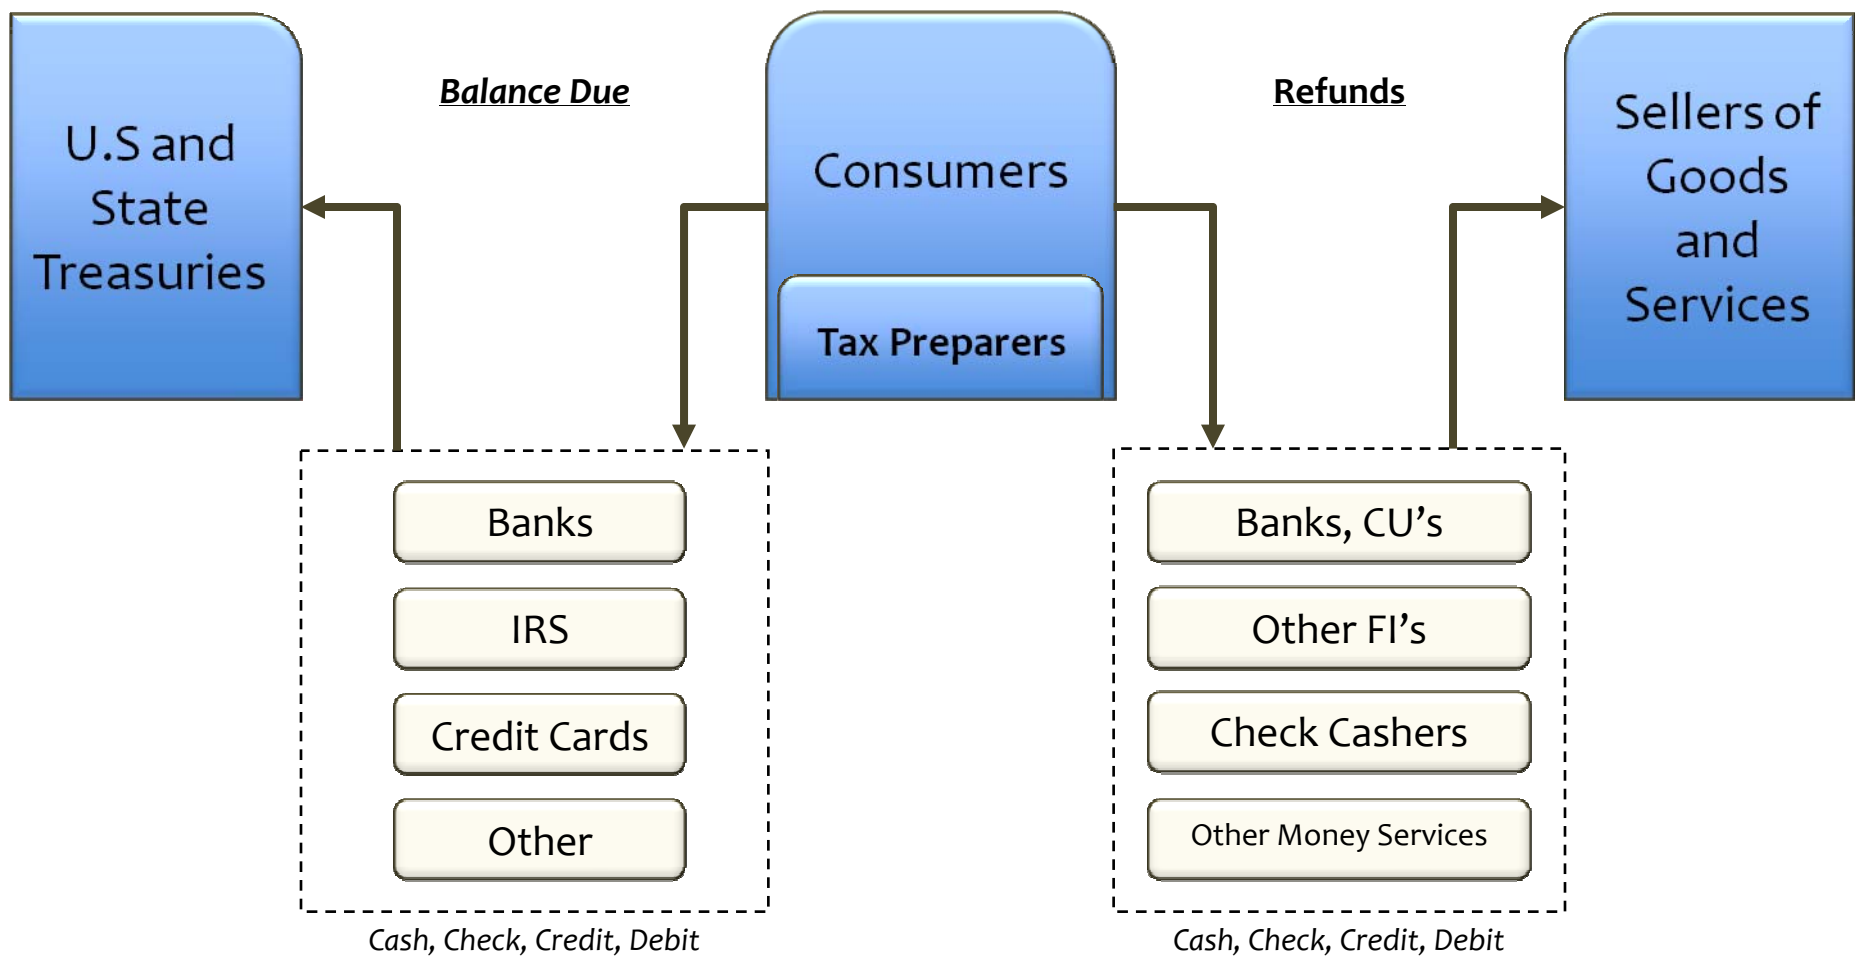 U.S and
State
Treasuries
Balance Due
Consumers
Tax Preparers
Refunds
Sellers of
Goods
and
Services
Banks
IRS
Credit Cards
Other
Cash, Check, Credit, Debit
Banks, CU’s
Other FI’s
Check Cashers
Other Money Services
Cash, Check, Credit, Debit